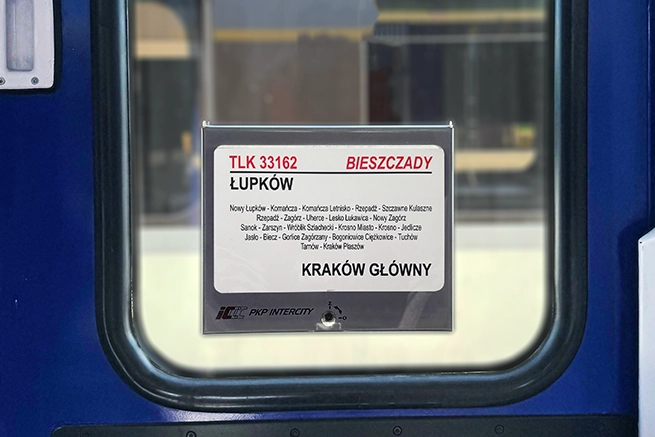 TLK 33162 BIESZCZADY
ŁUPKÓW
Nowy Łupków - Komańcza - Komańcza Letnisko - Rzepedź - Szczawne Kulaszne
Rzepadź - Zagórz - Uherce - Lesko Łukawica - Nowy Zagórz
Sanok - Zarszyn - Wróblik Szlachecki - Krosno Miasto - Krosno - Jedlicze
Jasło - Biecz - Gorlice Zagórzany - Bogoniowice Ciężkowice - Tuchów
Tarnów - Kraków Płaszów
KRAKÓW GŁÓWNY
IC PKP INTERCITY